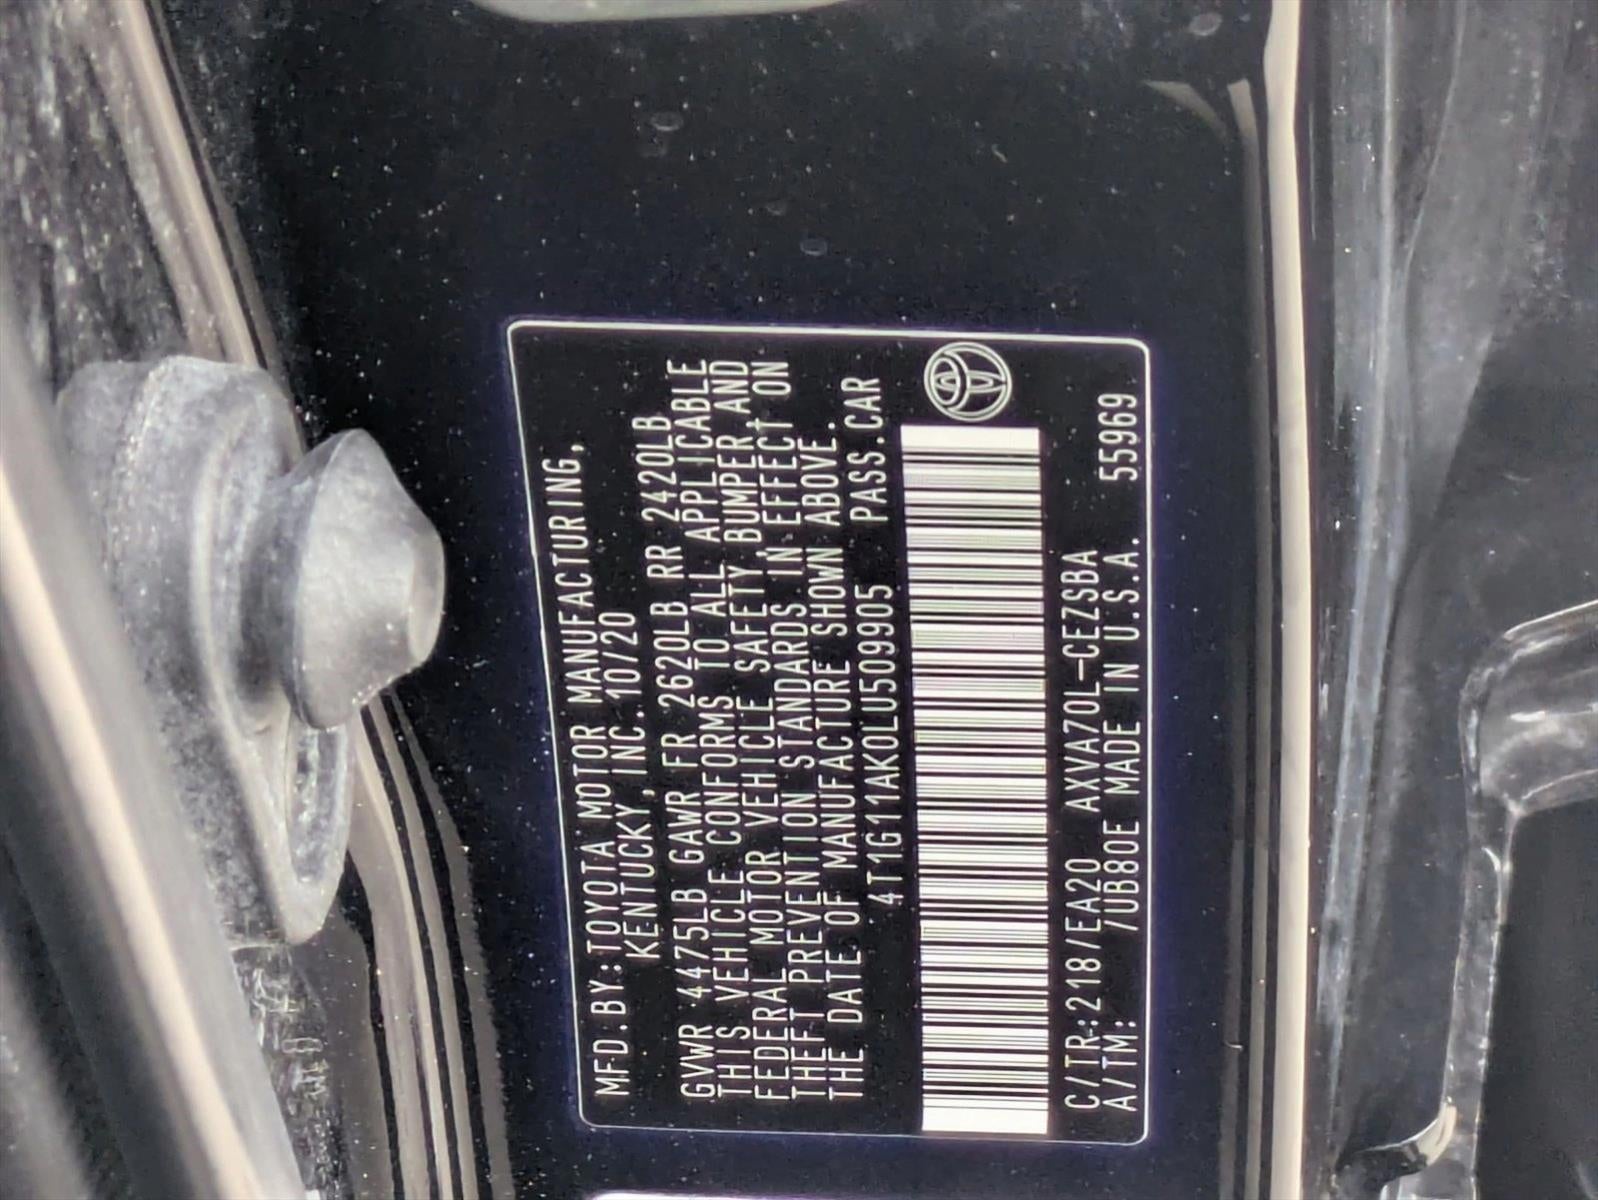 MFD.BY:TOYOTA MOTOR MANUFACTURING,
KENTUCKY,INC.10/20
GVWR 4475LB GAWR FR 2620LB RR 2420LB
THIS VEHICLE CONFORMS TO ALL APPLICABLE
FEDERAL MOTOR VEHICLE SAFETY,BUMPER,AND
THEFT PREVENTION STANDARDS IN EFFECT ON
THE DATE OF MANUFACTURE SHOWN ABOVE.
4T1G11AK0LU509905 PASS.CAR
C/TR:218/EA20 AXVA70L-CEZSBA
A/TM: /UB80E MADE IN U.S.A. 55969